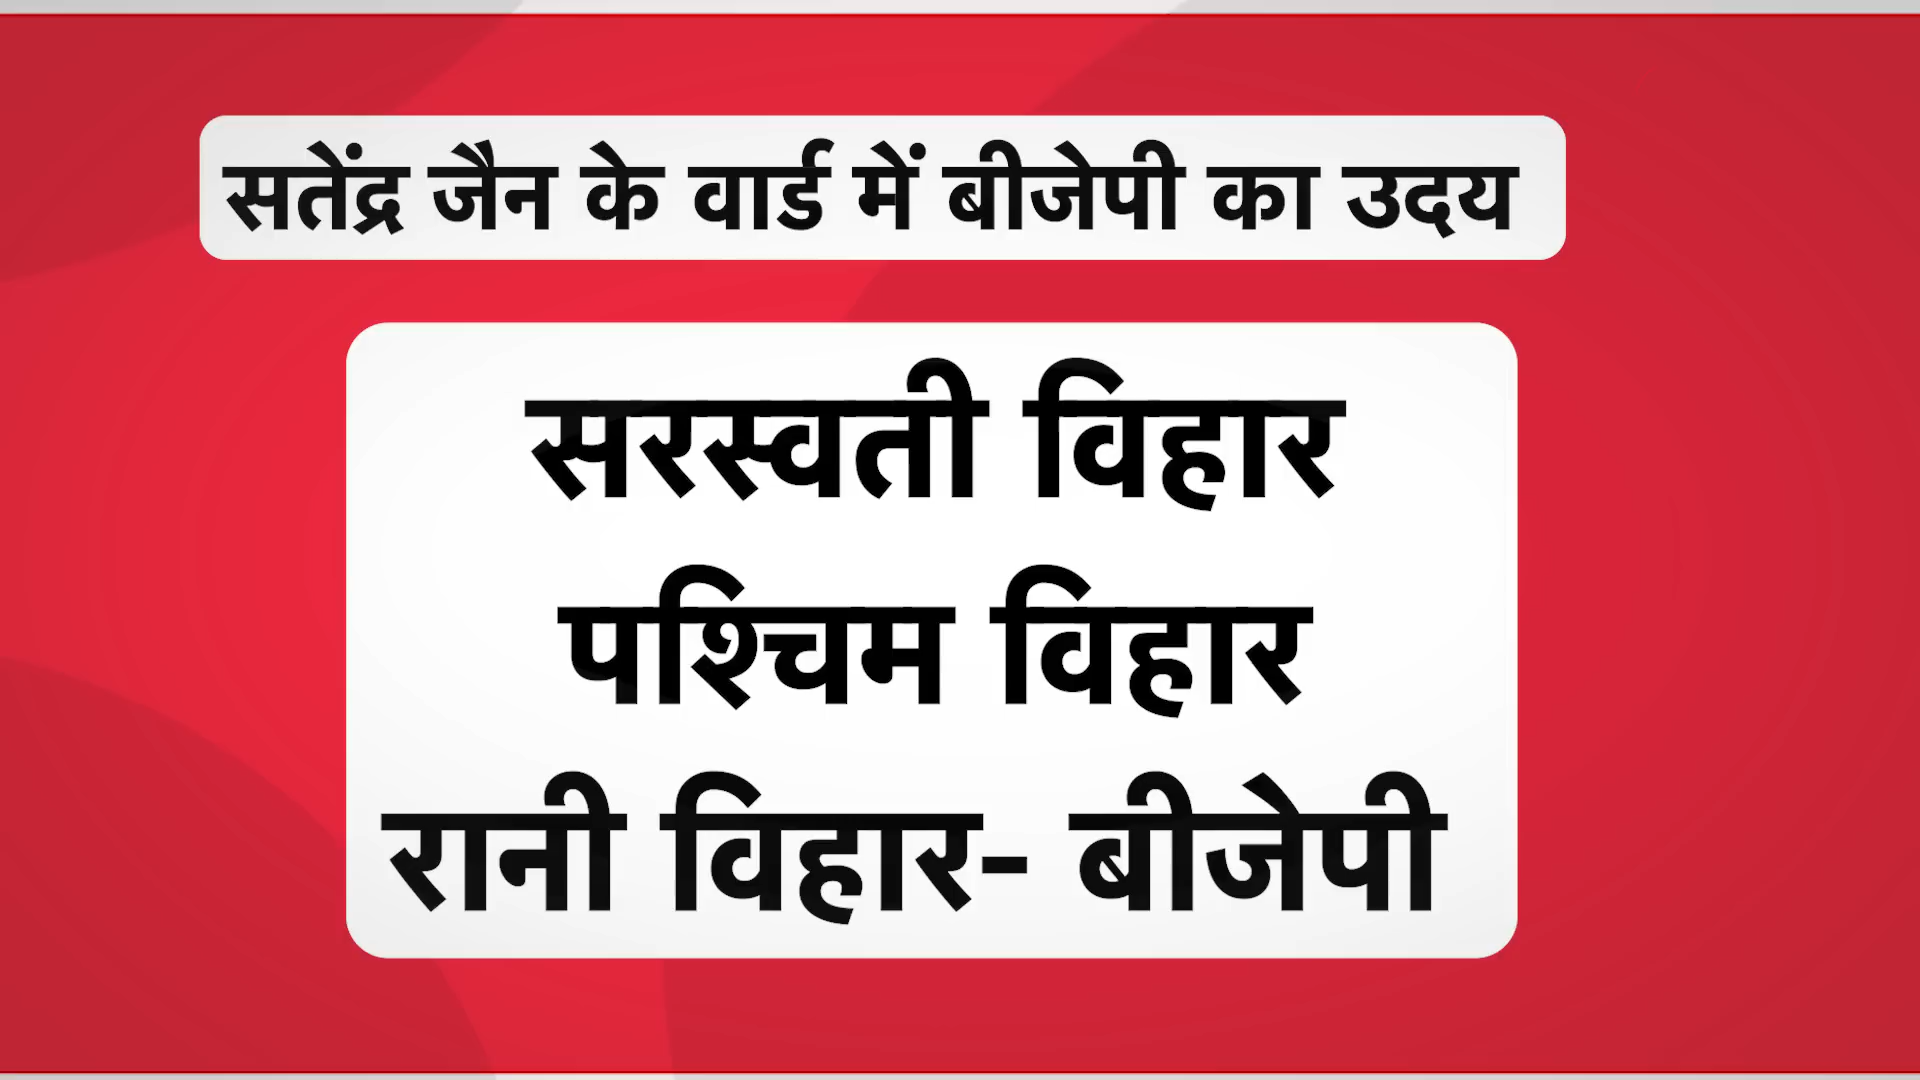 सतेंद्र जैन के वार्ड में बीजेपी का उदय
सरस्वती विहार
पश्चिम विहार
रानी विहार- बीजेपी